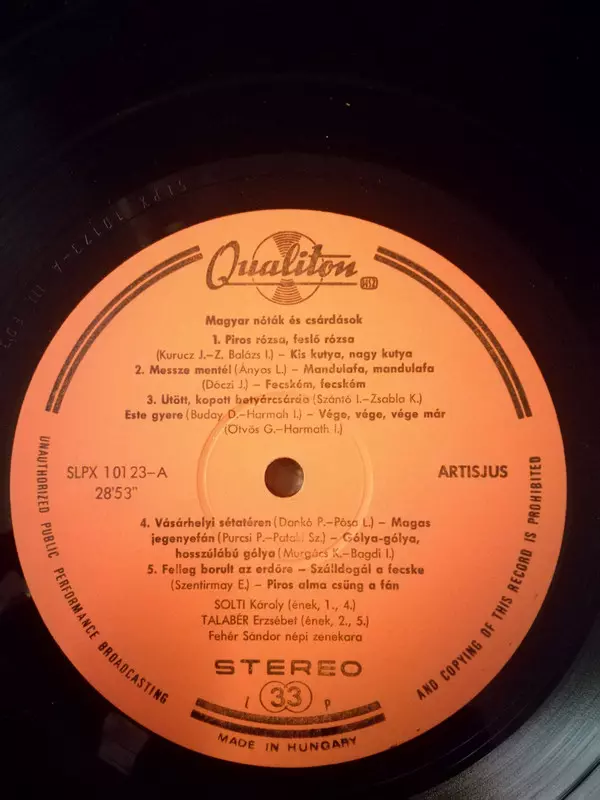 Qualiton
Magyar nóták és csárdások
1. Piros rózsa, feslő rózsa
(Kurucz J.–Z. Balázs I.) – Kis kutya, nagy kutya
2. Messze mentél (Ányos L.) – Mandulafa, mandulafa
(Dóczi J.) – Fecském, fecském
3. Ütött, kopott betyárcsárda (Szántó I.–Zsabla K.)
Este gyere (Buday D.–Harmath I.) – Vége, vége, vége már
(Ötvös G.–Harmath I.)
SLPX 10123–A
28'53"
ARTISJUS
4. Vásárhelyi sétatéren (Dankó P.–Pósa L.) – Magas
jegenyefán (Purcsi P.–Pataki Sz.) – Gólya-gólya,
hosszúlábú gólya (Murgács K.–Bagdi I.)
5. Felleg borult az erdőre – Szálldogál a fecske
(Szentirmay E.) – Piros alma csüng a fán
SOLTI Károly (ének, 1., 4.)
TALABÉR Erzsébet (ének, 2., 5.)
Fehér Sándor népi zenekara
STEREO
33
L P
MADE IN HUNGARY
UNAUTHORIZED PUBLIC PERFORMANCE BROADCASTING
AND COPYING OF THIS RECORD IS PROHIBITED